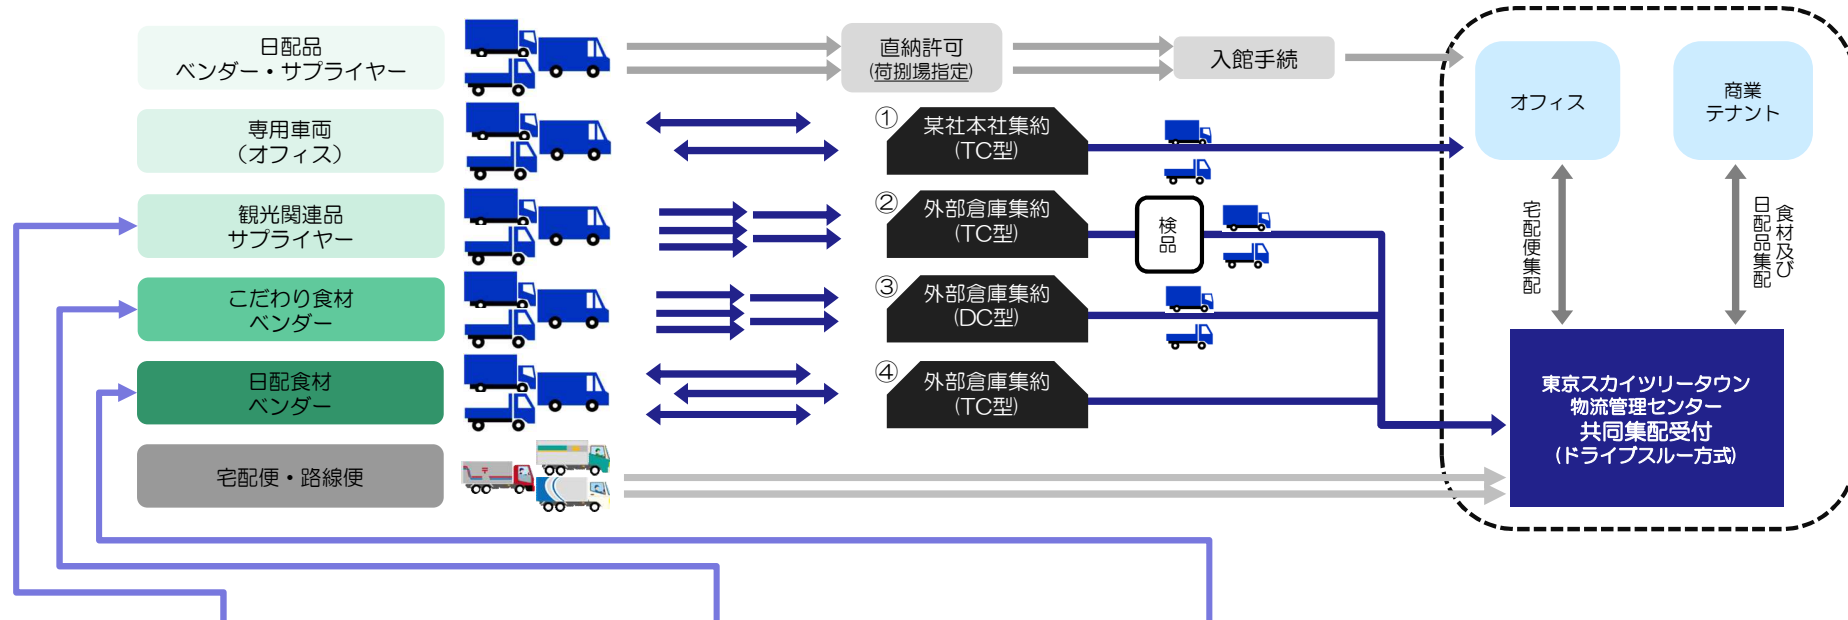 日配品
ベンダー・サプライヤー
直納許可
(荷捌場指定)
入館手続
オフィス
商業
テナント
専用車両
（オフィス）
①
某社本社集約
(TC型)
観光関連品
サプライヤー
②
外部倉庫集約
(TC型)
検品
宅配便集配
食材及び
日配品集配
こだわり食材
ベンダー
③
外部倉庫集約
(DC型)
日配食材
ベンダー
④
外部倉庫集約
(TC型)
東京スカイツリータウン
物流管理センター
共同集配受付
(ドライブスルー方式)
宅配便・路線便